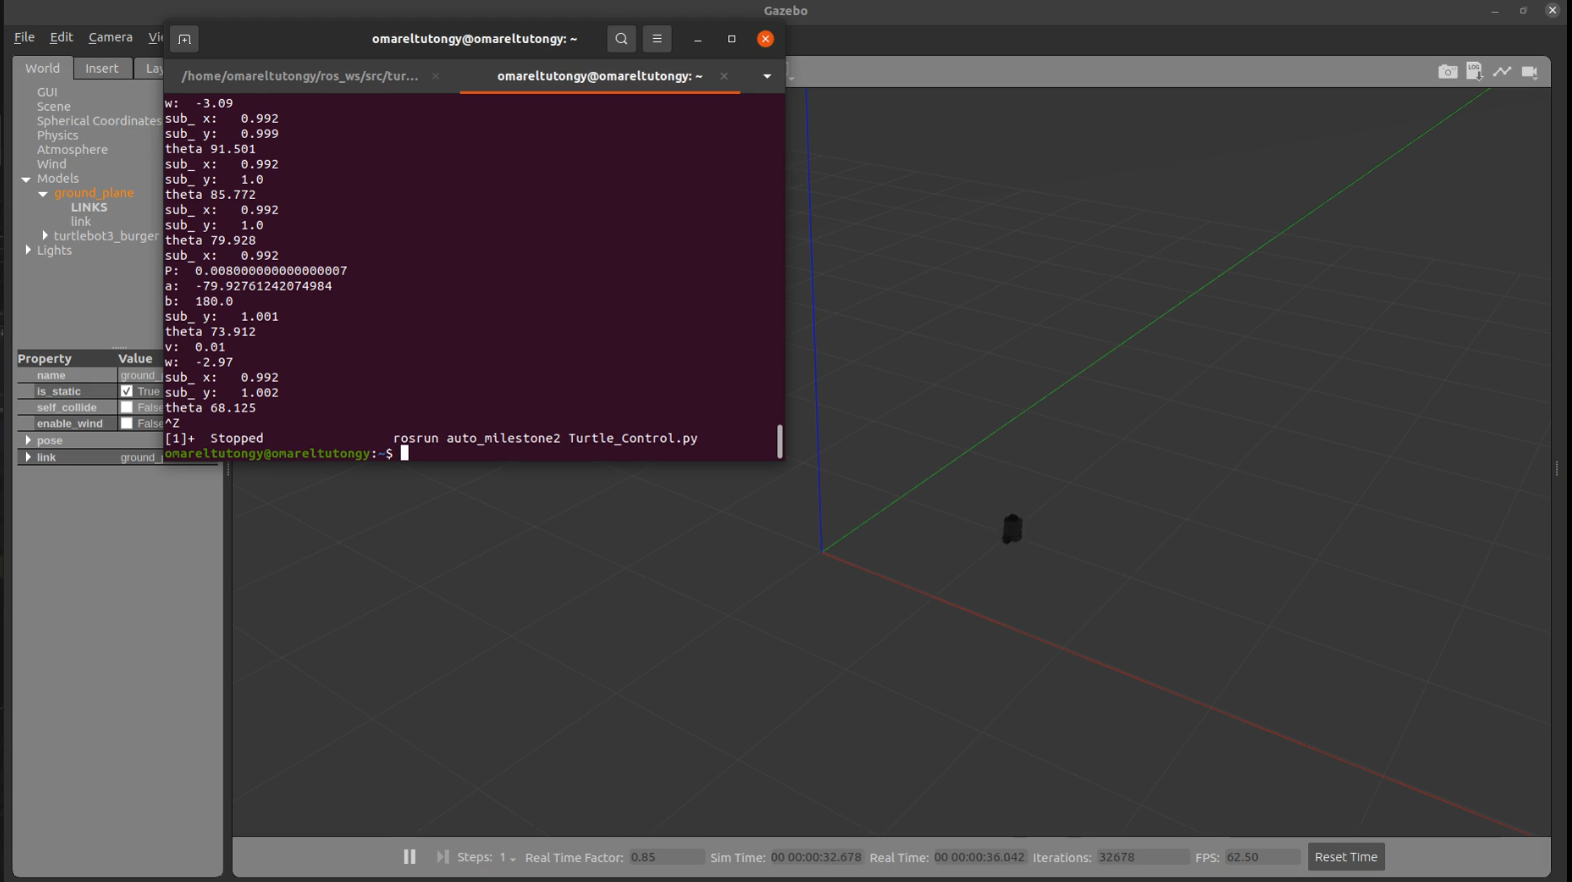 Gazebo
File Edit Camera Vi
omareltutongy@omareltutongy: ~
/home/omareltutongy/ros_ws/src/tur...
omareltutongy@omareltutongy: ~
World Insert Lay
GUI
Scene
Spherical Coordinates
Physics
Atmosphere
Wind
Models
ground_plane
LINKS
link
turtlebot3_burger
Lights
Property Value
name ground_p
is_static True
self_collide False
enable_wind False
pose
link ground_p
w: -3.09
sub_ x: 0.992
sub_ y: 0.999
theta 91.501
sub_ x: 0.992
sub_ y: 1.0
theta 85.772
sub_ x: 0.992
sub_ y: 1.0
theta 79.928
sub_ x: 0.992
P: 0.008000000000000007
a: -79.92761242074984
b: 180.0
sub_ y: 1.001
theta 73.912
v: 0.01
w: -2.97
sub_ x: 0.992
sub_ y: 1.002
theta 68.125
^Z
[1]+ Stopped rosrun auto_milestone2 Turtle_Control.py
omareltutongy@omareltutongy:~$
LOG
Steps: 1 Real Time Factor: 0.85 Sim Time: 00 00:00:32.678 Real Time: 00 00:00:36.042 Iterations: 32678 FPS: 62.50 Reset Time